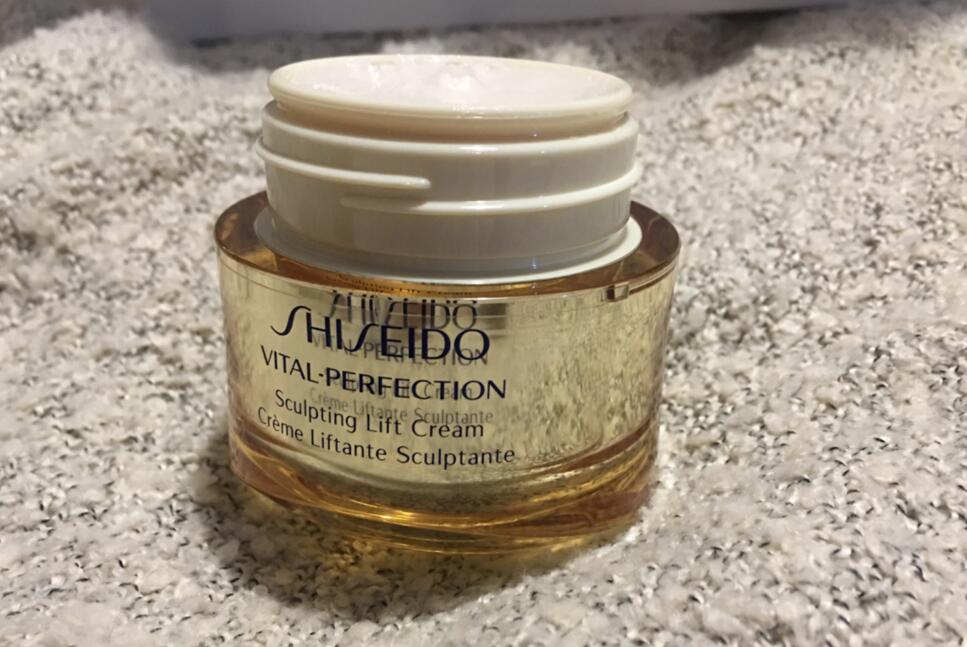 SHISEIDO
VITAL-PERFECTION
Sculpting Lift Cream
Crème Liftante Sculptante